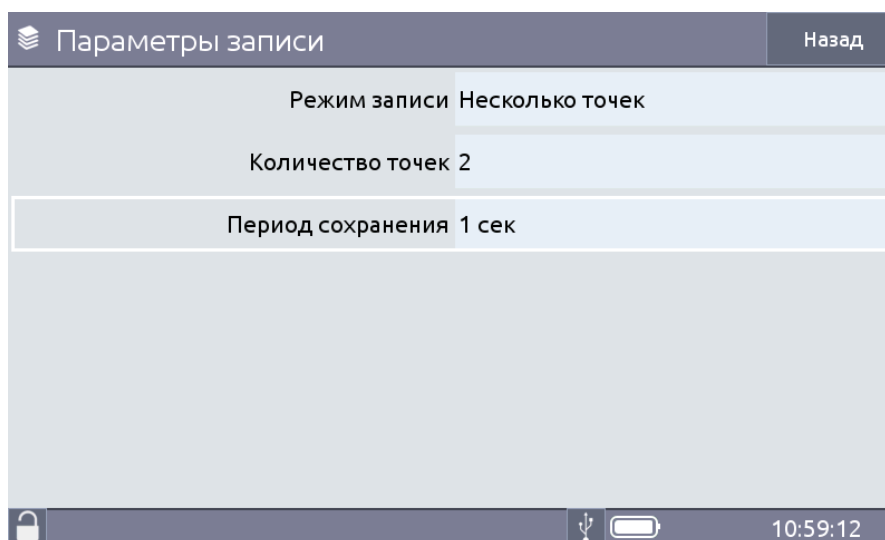 Параметры записи
Назад
Режим записи Несколько точек
Количество точек 2
Период сохранения 1 сек
10:59:12